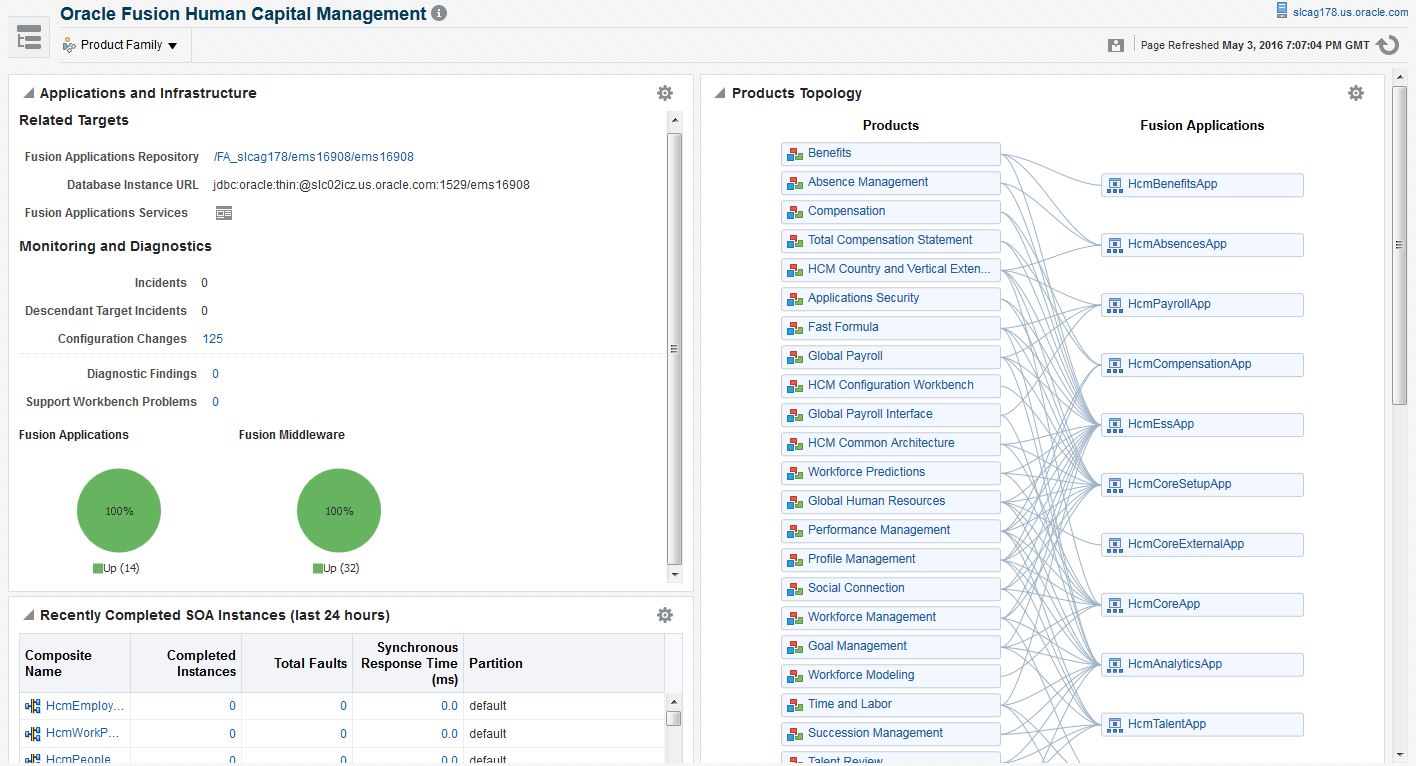 Oracle Fusion Human Capital Management
slcag178.us.oracle.com
Product Family
Page Refreshed May 3, 2016 7:07:04 PM GMT
Applications and Infrastructure
Related Targets
Fusion Applications Repository /FA_slcag178/ems16908/ems16908
Database Instance URL jdbc:oracle:thin:@slc02icz.us.oracle.com:1529/ems16908
Fusion Applications Services
Monitoring and Diagnostics
Incidents 0
Descendant Target Incidents 0
Configuration Changes 125
Diagnostic Findings 0
Support Workbench Problems 0
Fusion Applications Fusion Middleware
100% 100%
Up (14) Up (32)
Recently Completed SOA Instances (last 24 hours)
Composite Name Completed Instances Total Faults Synchronous Response Time (ms) Partition
HcmEmploy... 0 0 0.0 default
HcmWorkP... 0 0 0.0 default
HcmPeople 0 0 0.0 default
Products Topology
Products
Benefits
Absence Management
Compensation
Total Compensation Statement
HCM Country and Vertical Exten...
Applications Security
Fast Formula
Global Payroll
HCM Configuration Workbench
Global Payroll Interface
HCM Common Architecture
Workforce Predictions
Global Human Resources
Performance Management
Profile Management
Social Connection
Workforce Management
Goal Management
Workforce Modeling
Time and Labor
Succession Management
Talent Review
Fusion Applications
HcmBenefitsApp
HcmAbsencesApp
HcmPayrollApp
HcmCompensationApp
HcmEssApp
HcmCoreSetupApp
HcmCoreExternalApp
HcmCoreApp
HcmAnalyticsApp
HcmTalentApp